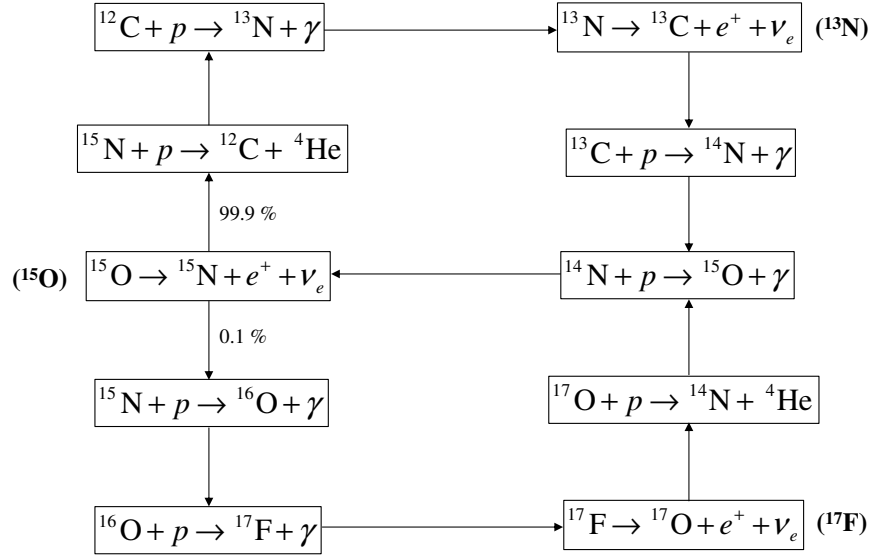 ¹²C + p → ¹³N + γ
¹³N → ¹³C + e⁺ + νₑ (¹³N)
¹⁵N + p → ¹²C + ⁴He
¹³C + p → ¹⁴N + γ
99.9 %
(¹⁵O) ¹⁵O → ¹⁵N + e⁺ + νₑ
¹⁴N + p → ¹⁵O + γ
0.1 %
¹⁵N + p → ¹⁶O + γ
¹⁷O + p → ¹⁴N + ⁴He
¹⁶O + p → ¹⁷F + γ
¹⁷F → ¹⁷O + e⁺ + νₑ (¹⁷F)